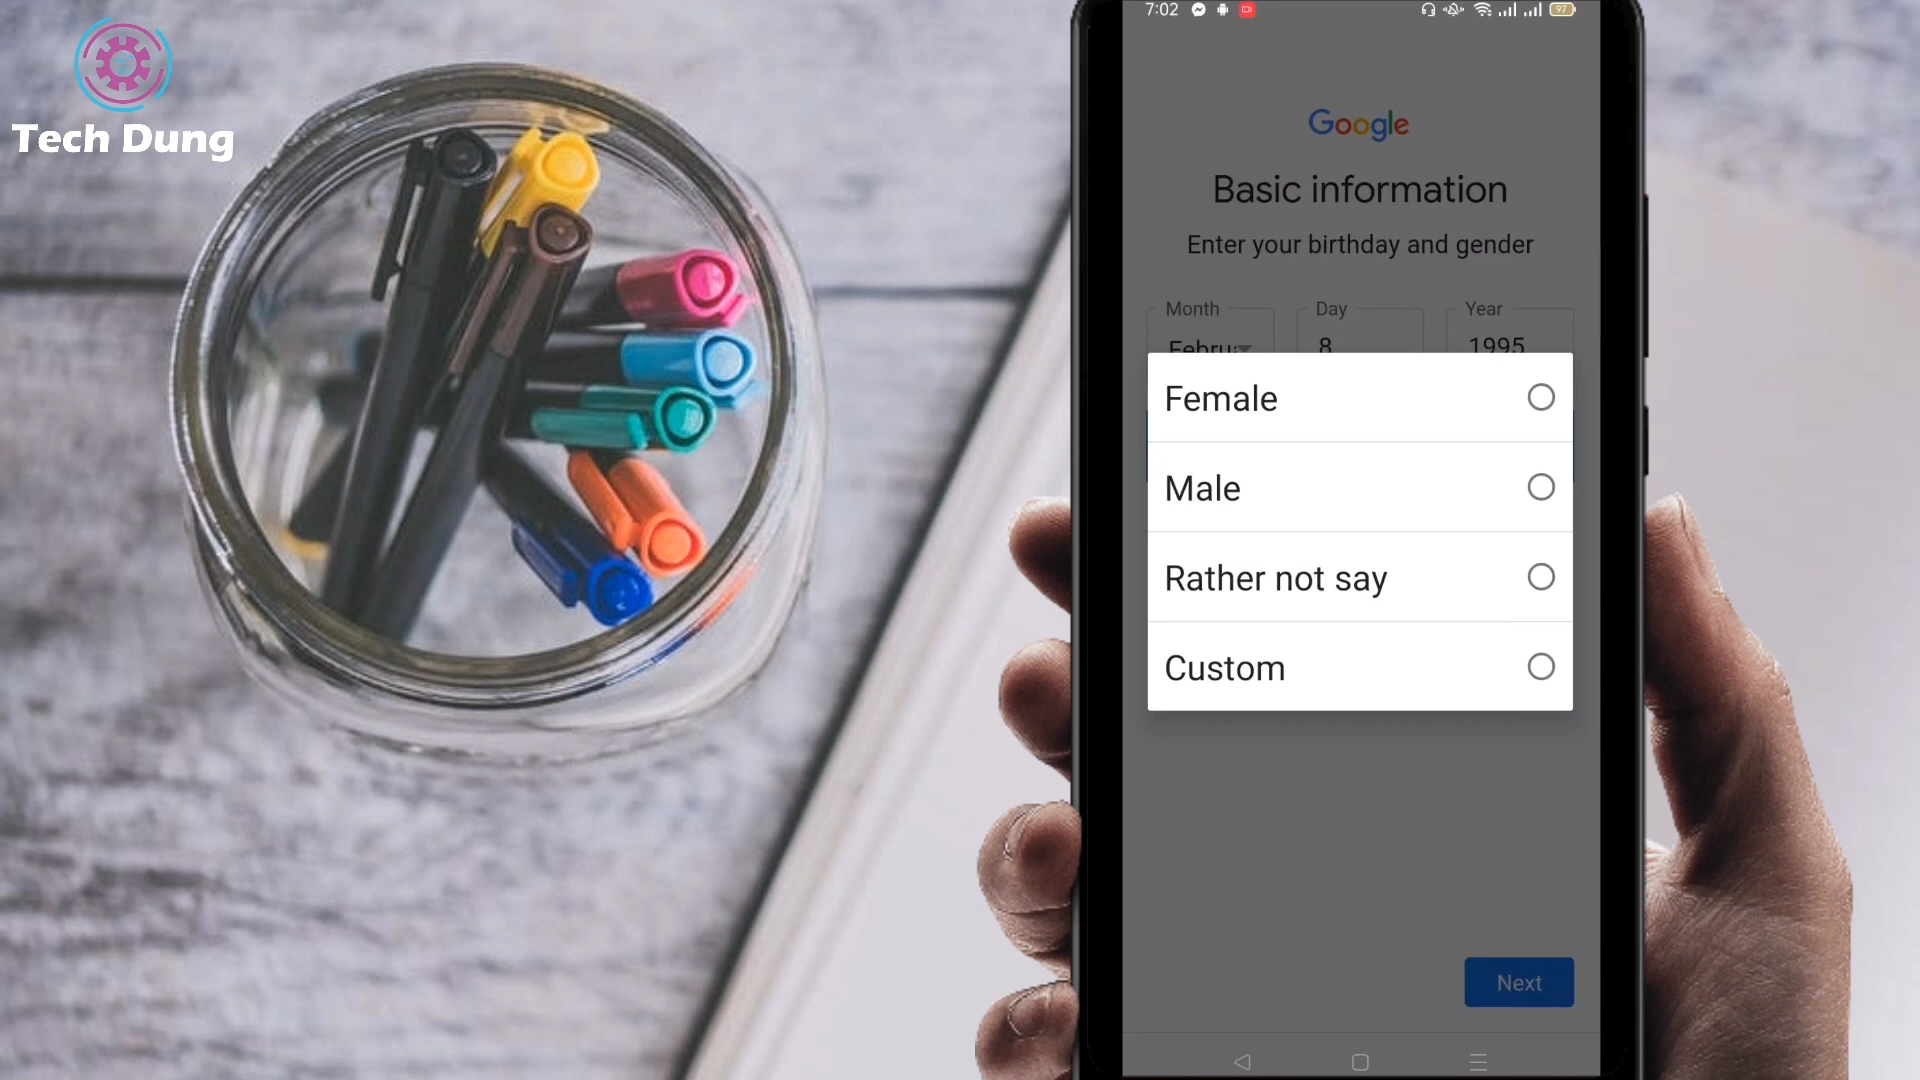 Tech Dung
7:02
97
Google
Basic information
Enter your birthday and gender
Month Day Year
8 1995
Female
Male
Rather not say
Custom
Next